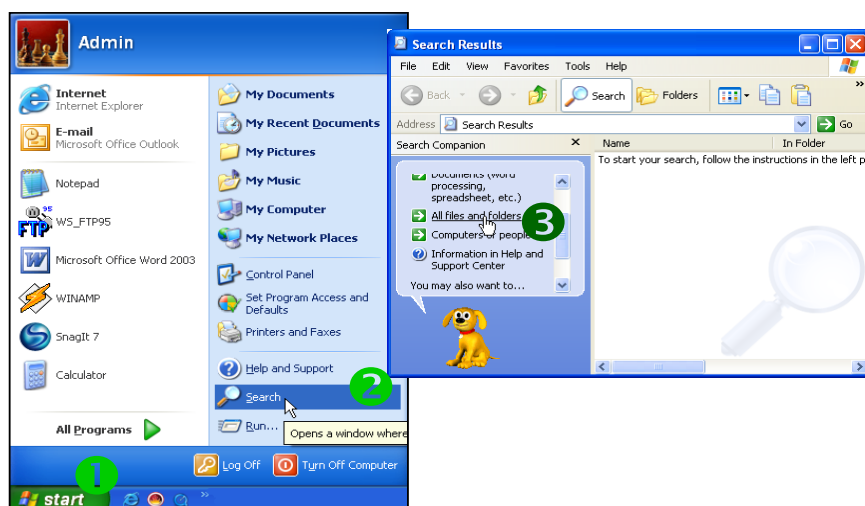 Admin
Internet
Internet Explorer
E-mail
Microsoft Office Outlook
Notepad
95
FTP
WS_FTP95
W
Microsoft Office Word 2003
WINAMP
SnagIt 7
Calculator
All Programs
My Documents
My Recent Documents
My Pictures
My Music
My Computer
My Network Places
Control Panel
Set Program Access and
Defaults
Printers and Faxes
Help and Support
2
Search
Run...
Opens a window where
Log Off
Turn Off Computer
1
start
»
Search Results
File Edit View Favorites Tools Help
Back Search Folders »
Address Search Results Go
Search Companion
Name In Folder
To start your search, follow the instructions in the left p
Documents (word
processing,
spreadsheet, etc.)
All files and folders
3
Computers or people
Information in Help and
Support Center
You may also want to...